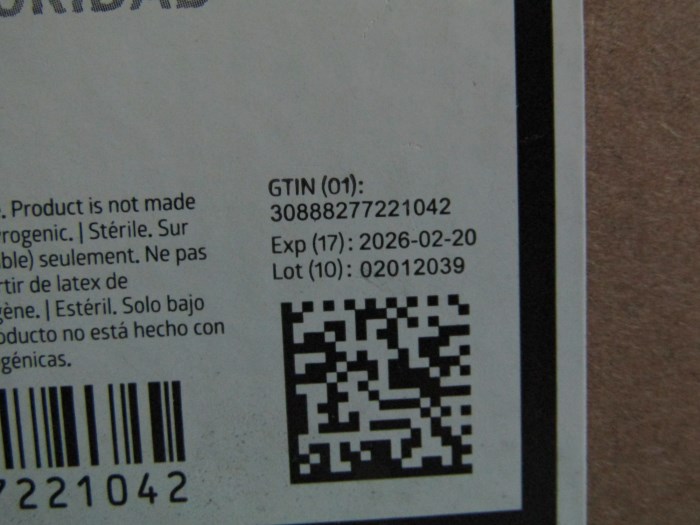 . Product is not made
rogenic. | Stérile. Sur
ble) seulement. Ne pas
rtir de latex de
gène. | Estéril. Solo bajo
oducto no está hecho con
génicas.
7221042
GTIN (01):
30888277221042
Exp (17): 2026-02-20
Lot (10): 02012039